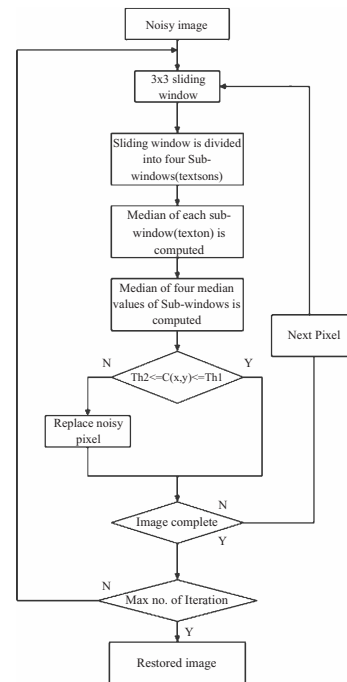 Noisy image
3x3 sliding
window
Sliding window is divided
into four Sub-
windows(textsons)
Median of each sub-
window(texton) is
computed
Median of four median
values of Sub-windows is
computed
Next Pixel
N
Y
Th2<=C(x,y)<=Th1
Replace noisy
pixel
N
Image complete
Y
N
Max no. of Iteration
Y
Restored image